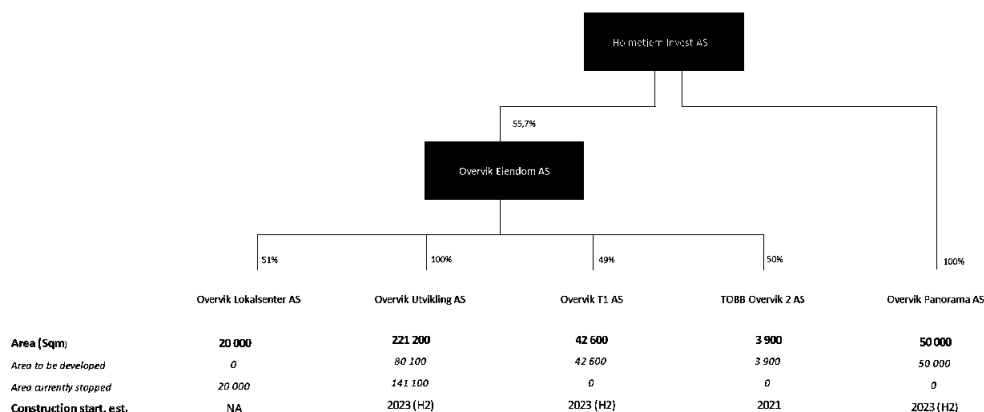 Holmetjern Invest AS
55,7%
Overvik Eiendom AS
51% 100% 49% 50% 100%
Overvik Lokalsenter AS Overvik Utvikling AS Overvik T1 AS TOBB Overvik 2 AS Overvik Panorama AS
Area (Sqm) 20 000 221 200 42 600 3 900 50 000
Area to be developed 0 80 100 42 600 3 900 50 000
Area currently stopped 20 000 141 100 0 0 0
Construction start, est. NA 2023 (H2) 2023 (H2) 2021 2023 (H2)